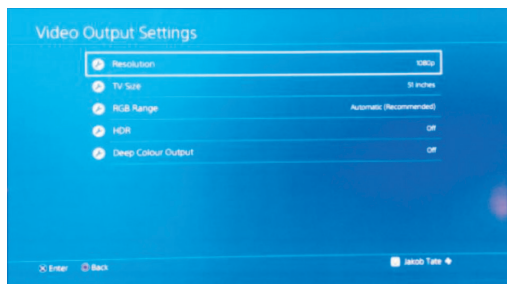 Video Output Settings
Resolution 1080p
TV Size 51 inches
RGB Range Automatic (Recommended)
HDR Off
Deep Colour Output Off
Enter Back Jakob Tate